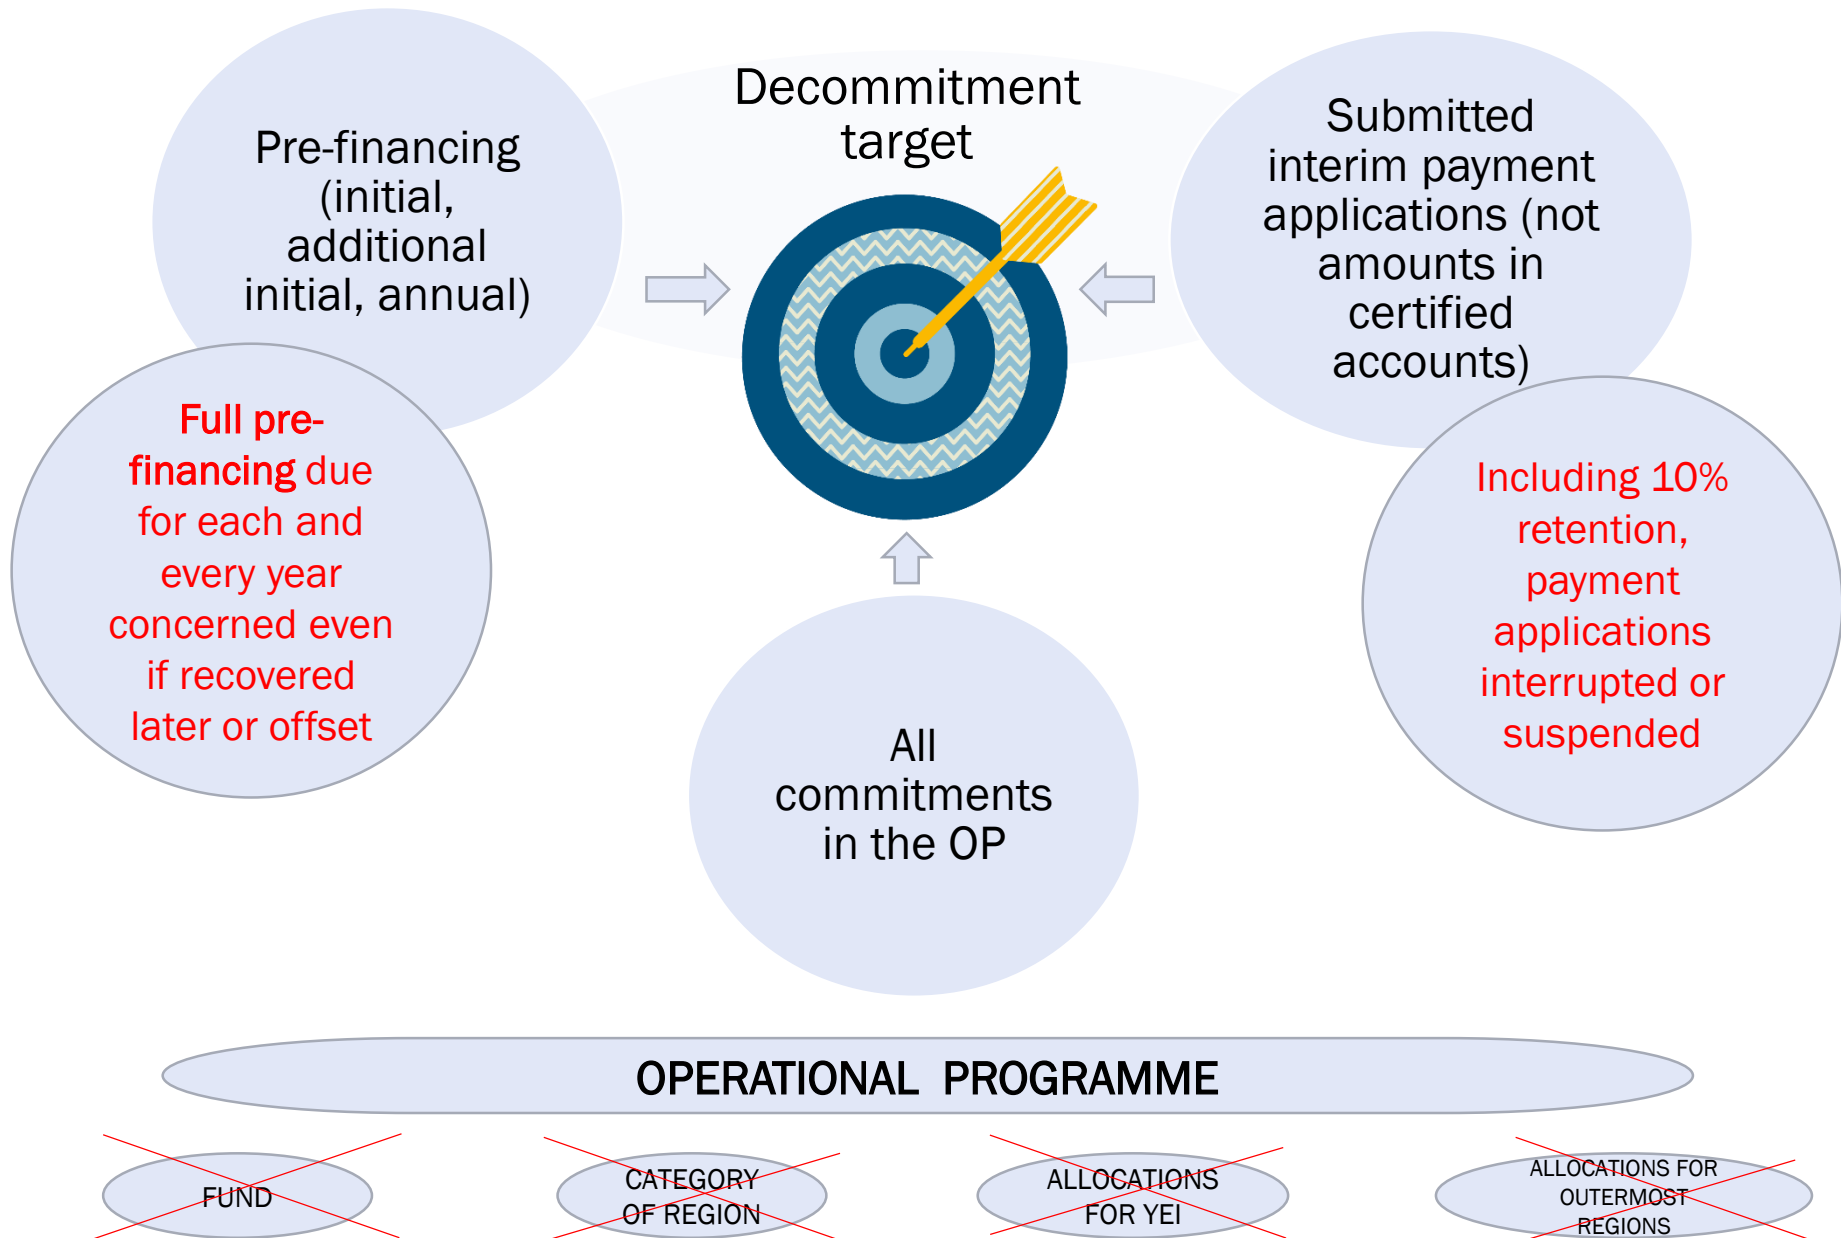 Decommitment
target
Pre-financing
(initial,
additional
initial, annual)
Submitted
interim payment
applications (not
amounts in
certified
accounts)
Full pre-
financing due
for each and
every year
concerned even
if recovered
later or offset
Including 10%
retention,
payment
applications
interrupted or
suspended
All
commitments
in the OP
OPERATIONAL PROGRAMME
FUND
CATEGORY
OF REGION
ALLOCATIONS
FOR YEI
ALLOCATIONS FOR
OUTERMOST
REGIONS